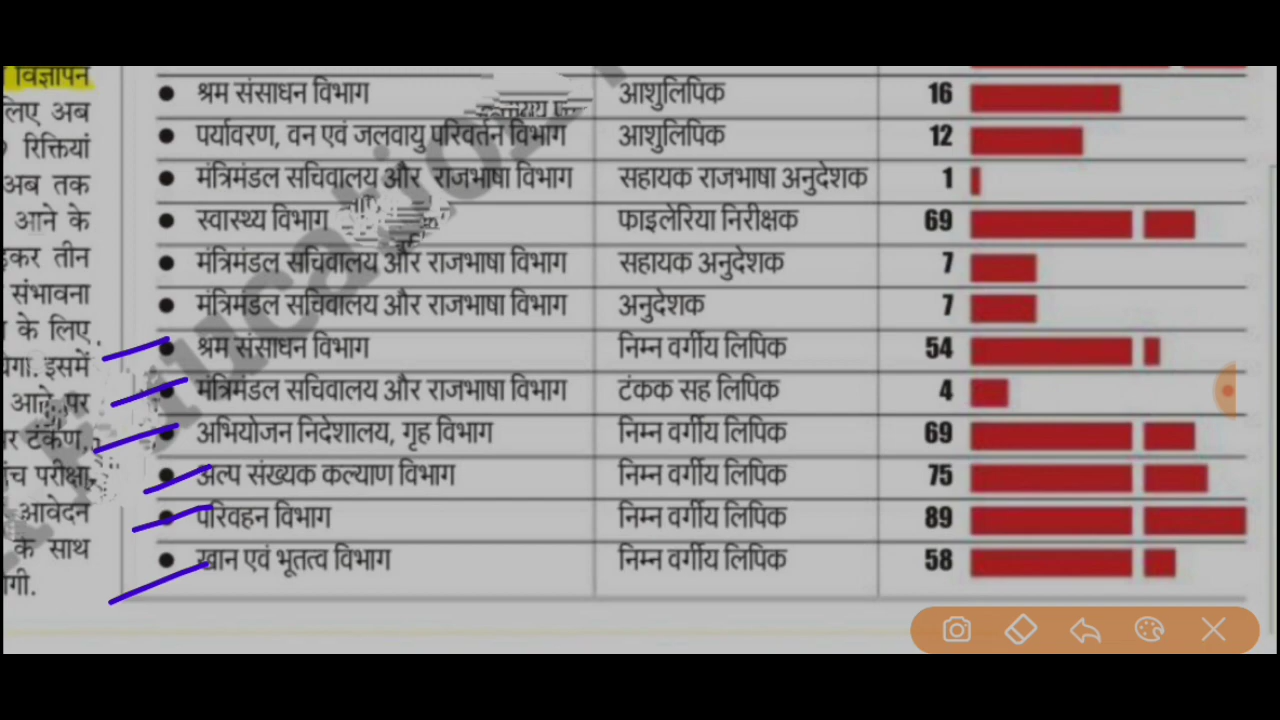 विज्ञापन
लिए अब
रिक्तियां
अब तक
आने के
तीन
संभावना
के लिए
इसमें
आने पर
टंकण,
परीक्षा,
आवेदन
के साथ
श्रम संसाधन विभाग आशुलिपिक 16
पर्यावरण, वन एवं जलवायु परिवर्तन विभाग आशुलिपिक 12
मंत्रिमंडल सचिवालय और राजभाषा विभाग सहायक राजभाषा अनुदेशक 1
स्वास्थ्य विभाग फाइलेरिया निरीक्षक 69
मंत्रिमंडल सचिवालय और राजभाषा विभाग सहायक अनुदेशक 7
मंत्रिमंडल सचिवालय और राजभाषा विभाग अनुदेशक 7
श्रम संसाधन विभाग निम्न वर्गीय लिपिक 54
मंत्रिमंडल सचिवालय और राजभाषा विभाग टंकक सह लिपिक 4
अभियोजन निदेशालय, गृह विभाग निम्न वर्गीय लिपिक 69
अल्प संख्यक कल्याण विभाग निम्न वर्गीय लिपिक 75
परिवहन विभाग निम्न वर्गीय लिपिक 89
खान एवं भूतत्व विभाग निम्न वर्गीय लिपिक 58